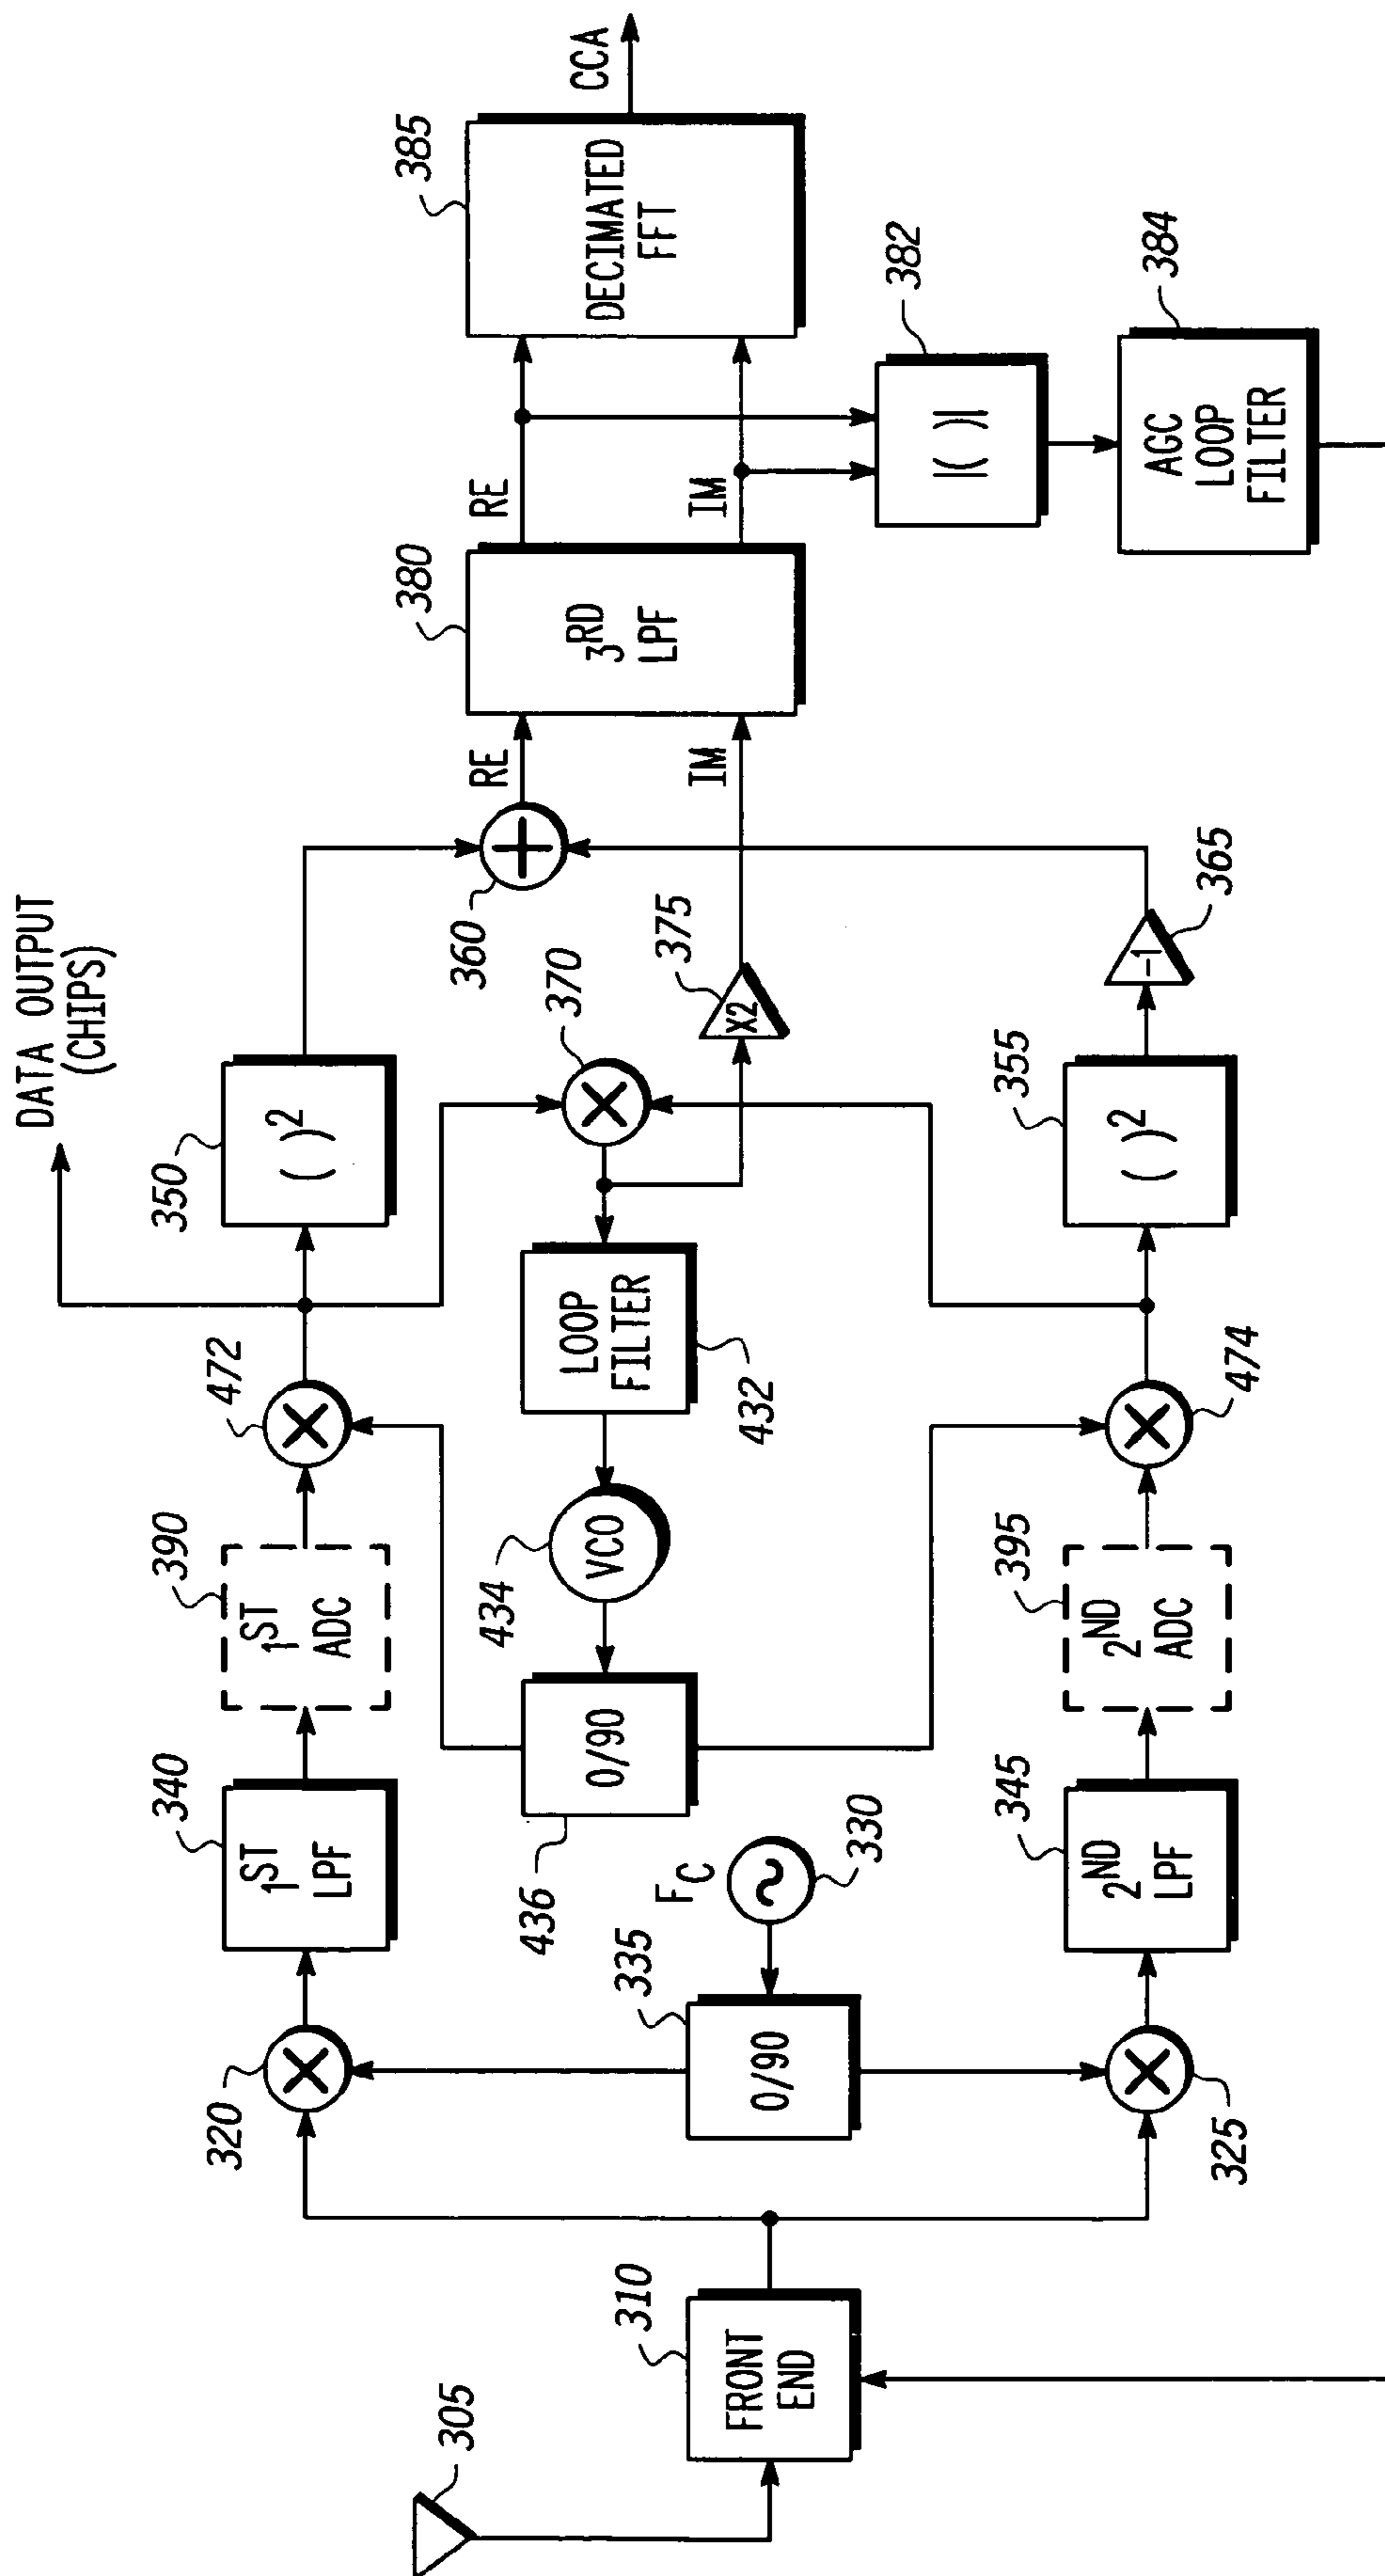 DATA OUTPUT
(CHIPS)
320
340
1ST
LPF
390
1ST
ADC
472
350
( )2
305
310
FRONT
END
335
0/90
FC
330
436
0/90
434
VCO
LOOP
FILTER
432
370
375
X2
360
+
RE
IM
380
3RD
LPF
RE
IM
385
DECIMATED
FFT
CCA
382
|( )|
384
AGC
LOOP
FILTER
325
345
2ND
LPF
395
2ND
ADC
474
355
( )2
-1
365